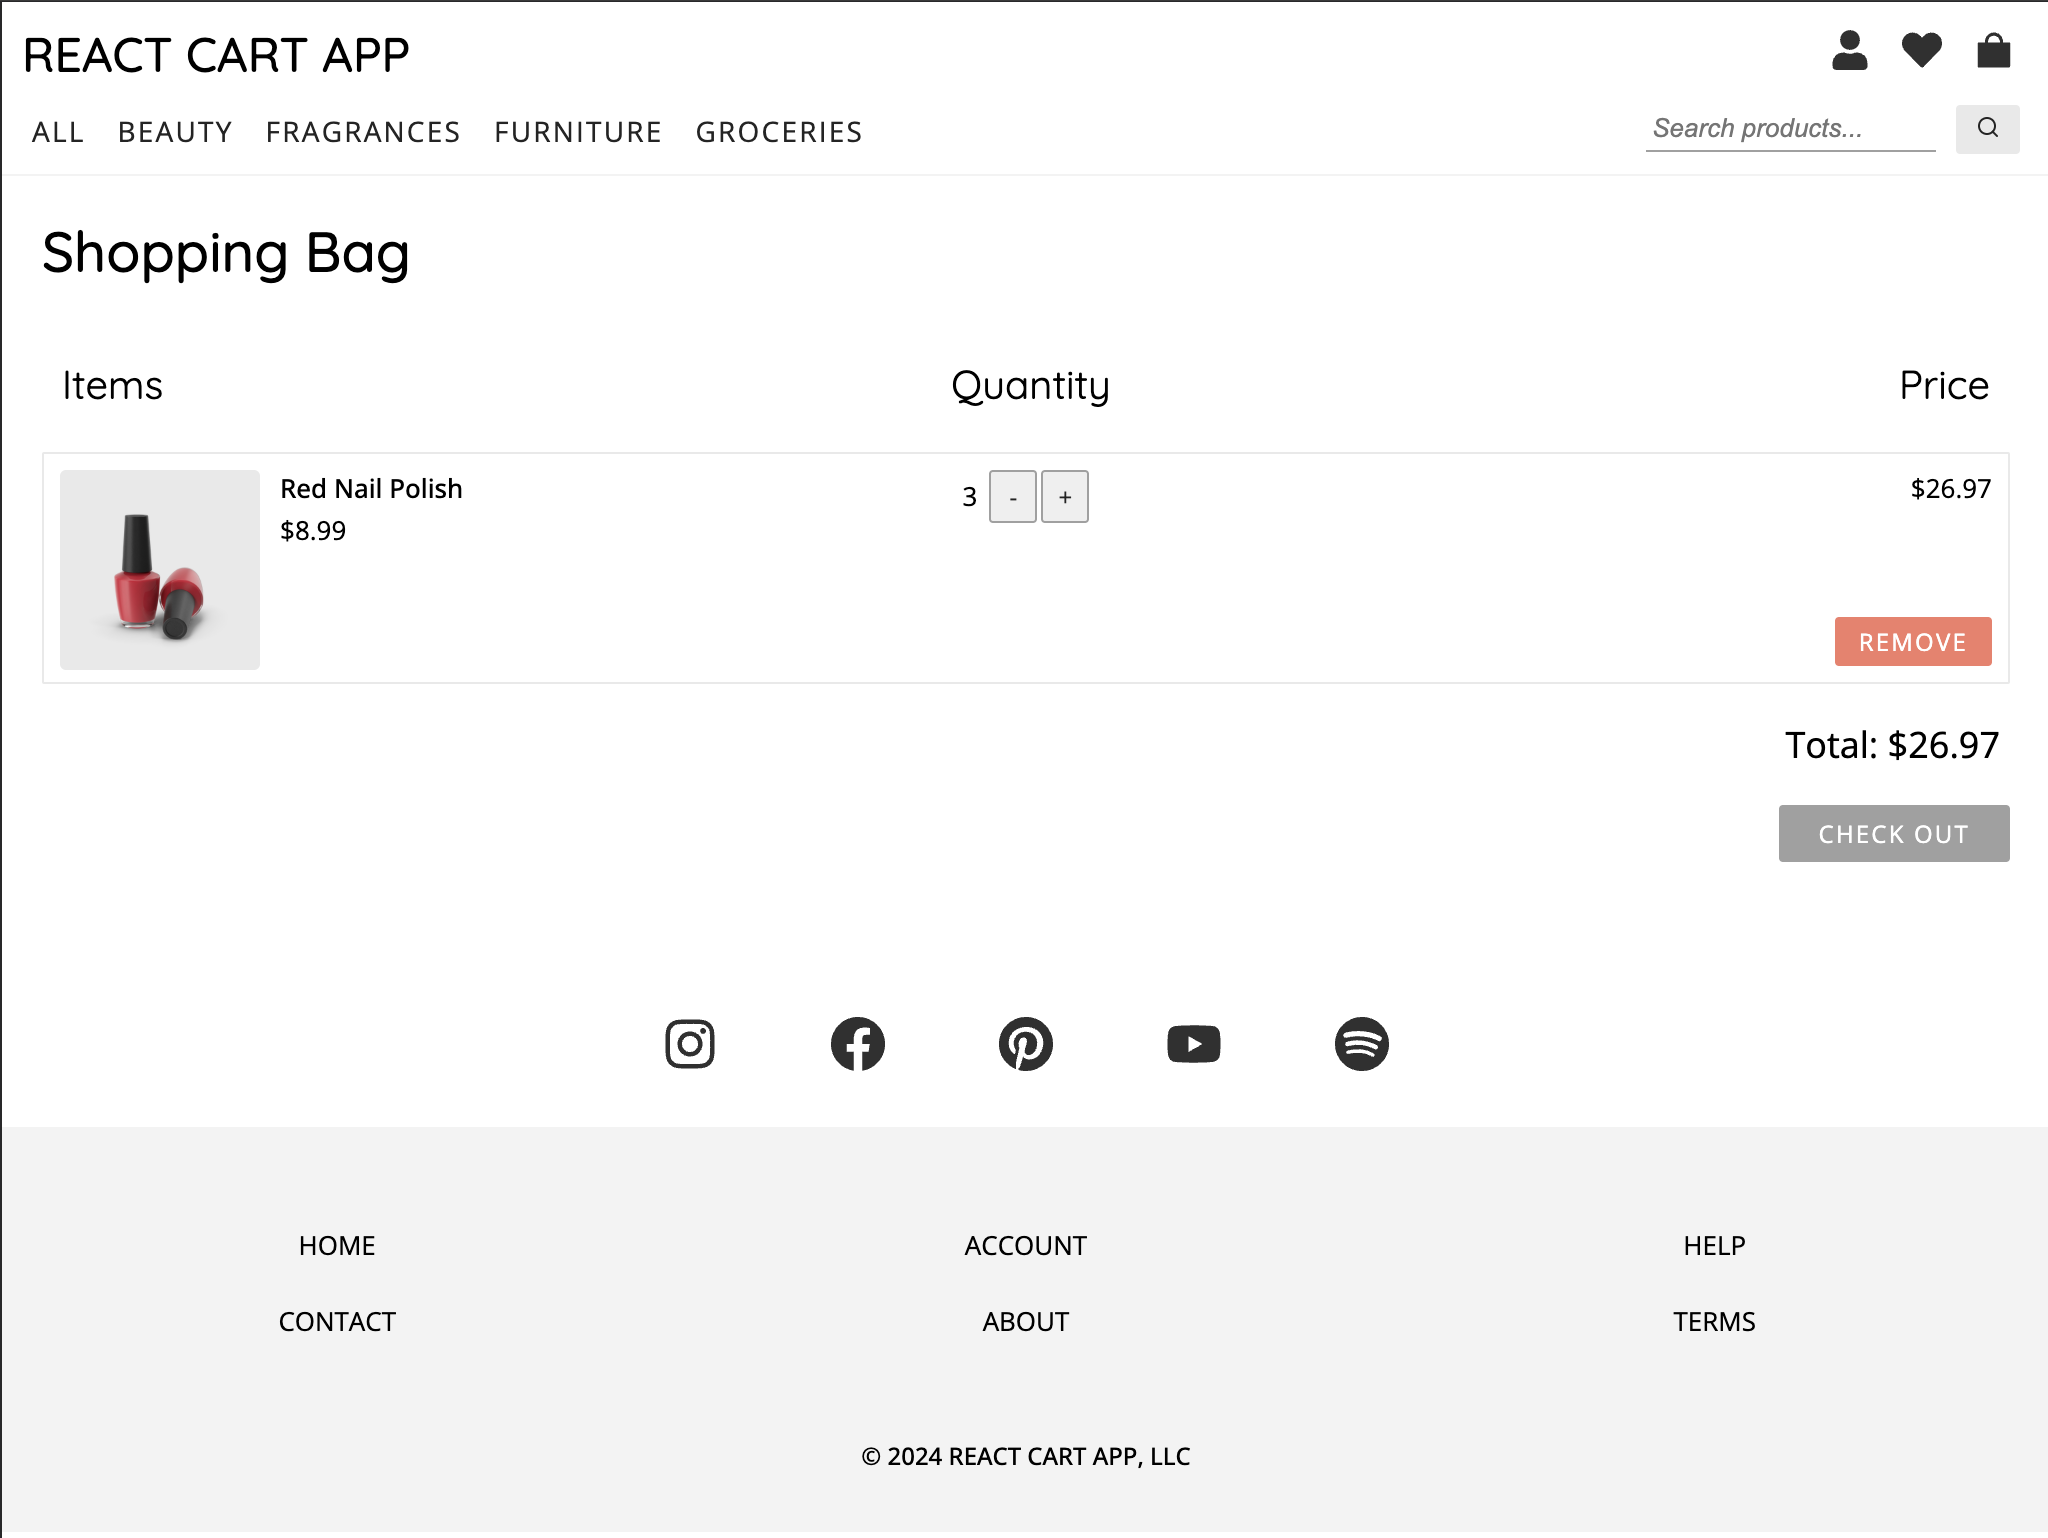 REACT CART APP
ALL BEAUTY FRAGRANCES FURNITURE GROCERIES
Search products...
Shopping Bag
Items Quantity Price
Red Nail Polish 3 - + $26.97
$8.99
REMOVE
Total: $26.97
CHECK OUT
HOME ACCOUNT HELP
CONTACT ABOUT TERMS
© 2024 REACT CART APP, LLC